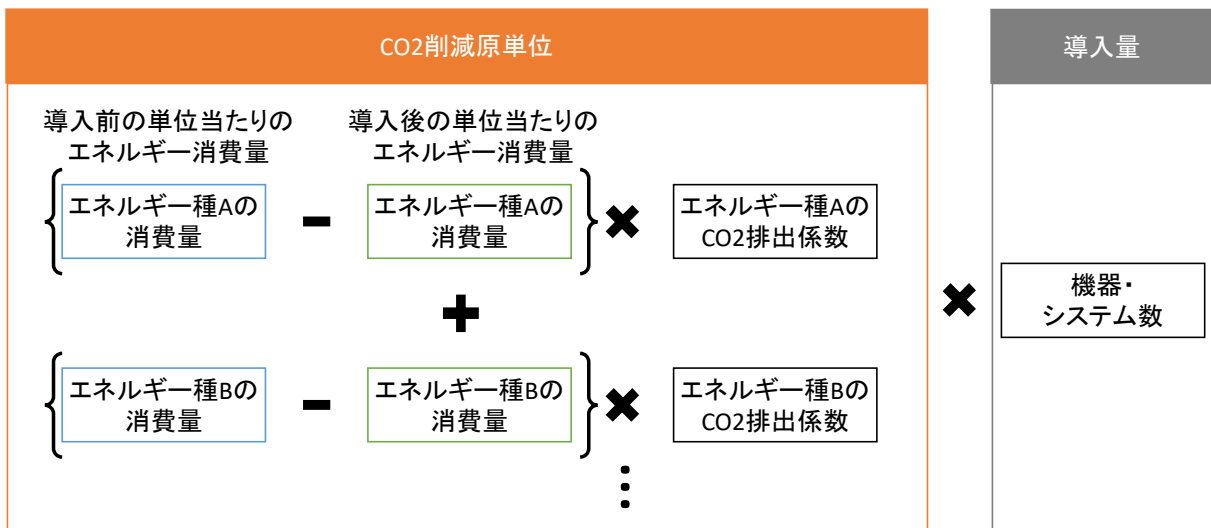 CO2削減原単位
導入量
導入前の単位当たりの
エネルギー消費量
導入後の単位当たりの
エネルギー消費量
エネルギー種Aの
消費量
エネルギー種Aの
消費量
エネルギー種Aの
CO2排出係数
機器・
システム数
エネルギー種Bの
消費量
エネルギー種Bの
消費量
エネルギー種Bの
CO2排出係数